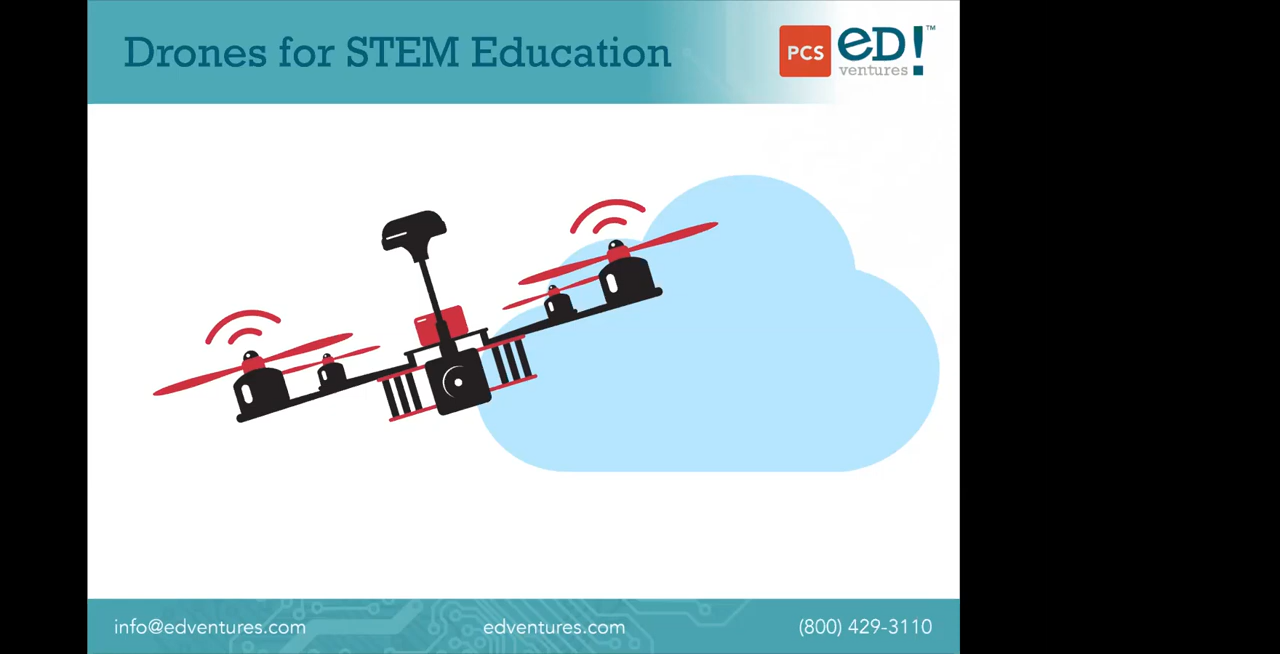 Drones for STEM Education
PCS
eD!™
ventures
info@edventures.com
edventures.com
(800) 429-3110